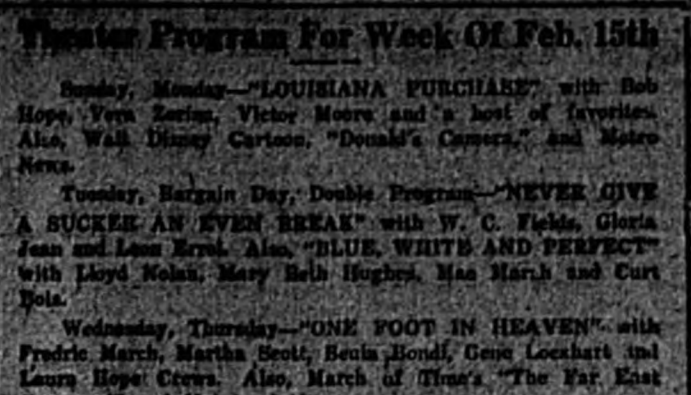 Theater Program For Week Of Feb. 15th
Sunday, Monday—"LOUISIANA PURCHASE" with Bob
Hope, Vera Zorina, Victor Moore and a host of favorites.
Also, Walt Disney Cartoon, "Donald's Camera," and Metro
News.
Tuesday, Bargain Day, Double Program—"NEVER GIVE
A SUCKER AN EVEN BREAK" with W. C. Fields, Gloria
Jean and Leon Errol. Also, "BLUE, WHITE AND PERFECT"
with Lloyd Nolan, Mary Beth Hughes, Mae Marsh and Curt
Bois.
Wednesday, Thursday—"ONE FOOT IN HEAVEN" with
Fredric March, Martha Scott, Beula Bondi, Gene Lockhart and
Laura Hope Crews. Also, March of Time's "The Far East